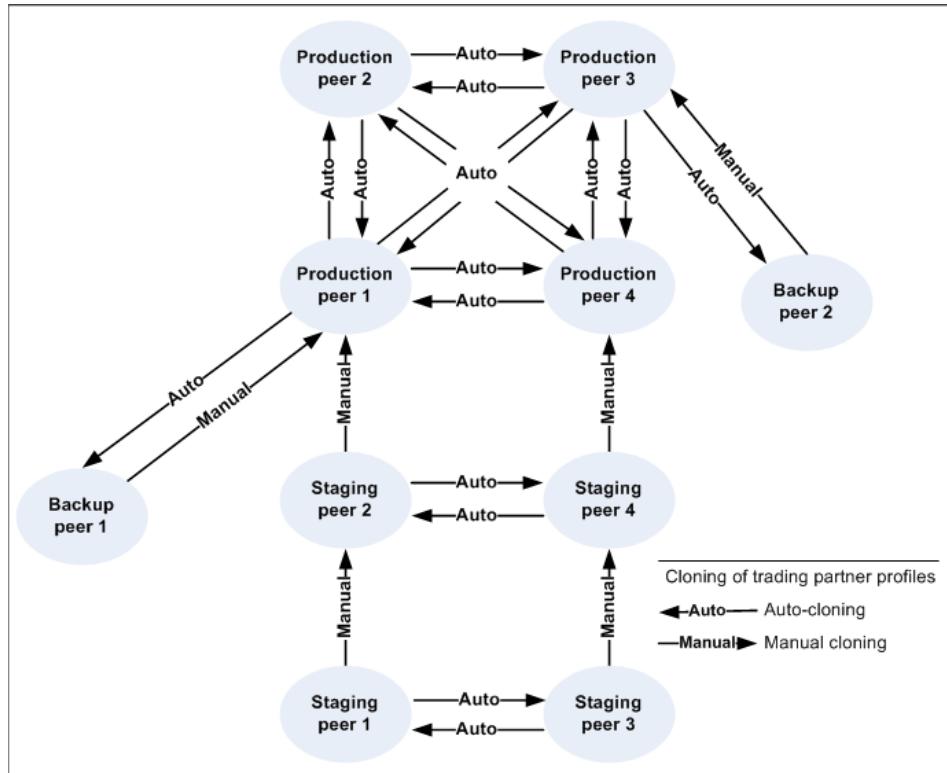 Production
peer 2
Auto
Auto
Production
peer 3
Auto
Auto
Auto
Auto
Auto
Auto
Manual
Production
peer 1
Auto
Auto
Production
peer 4
Backup
peer 2
Auto
Manual
Manual
Manual
Backup
peer 1
Staging
peer 2
Auto
Auto
Staging
peer 4
Manual
Manual
Staging
peer 1
Auto
Auto
Staging
peer 3
Cloning of trading partner profiles
Auto Auto-cloning
Manual Manual cloning